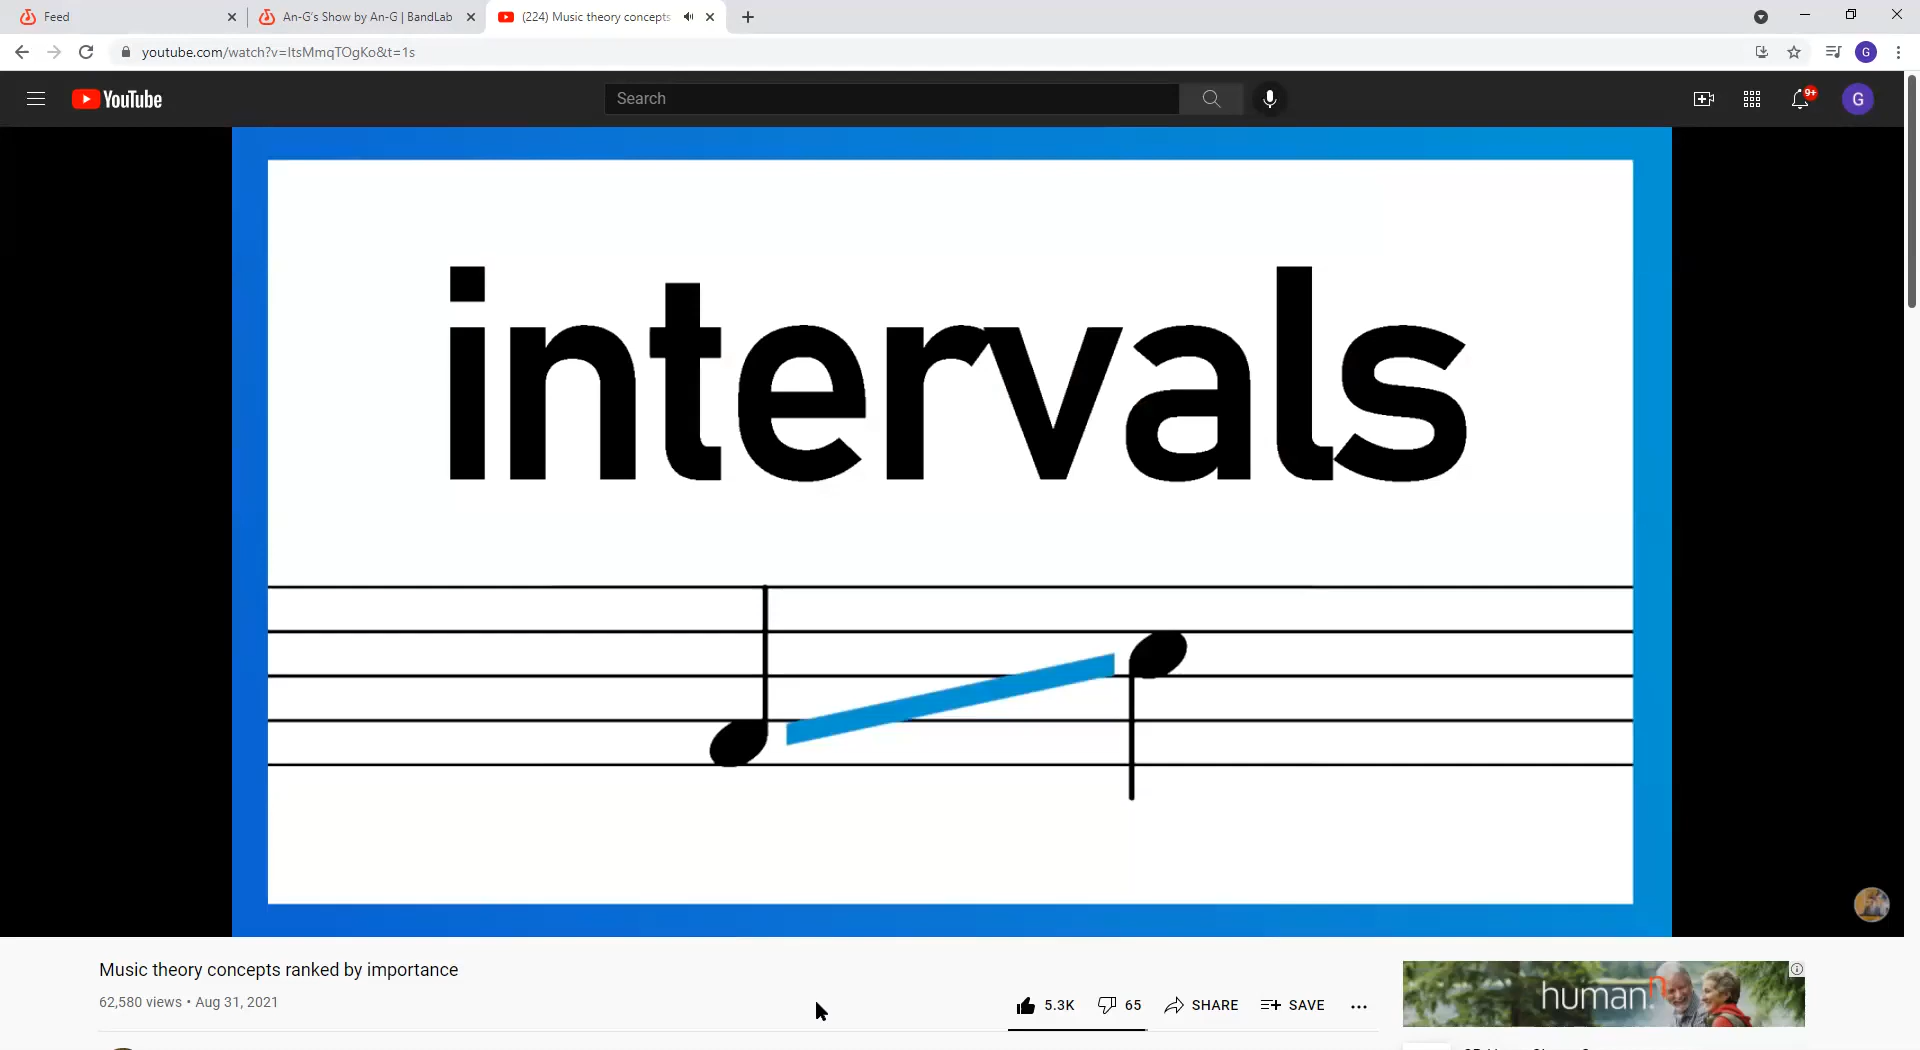 Feed
An-G's Show by An-G | BandLab
(224) Music theory concepts
youtube.com/watch?v=ItsMmqTOgKo&t=1s
G
YouTube
Search
9+
G
intervals
Music theory concepts ranked by importance
62,580 views • Aug 31, 2021
5.3K
65
SHARE
SAVE
humann